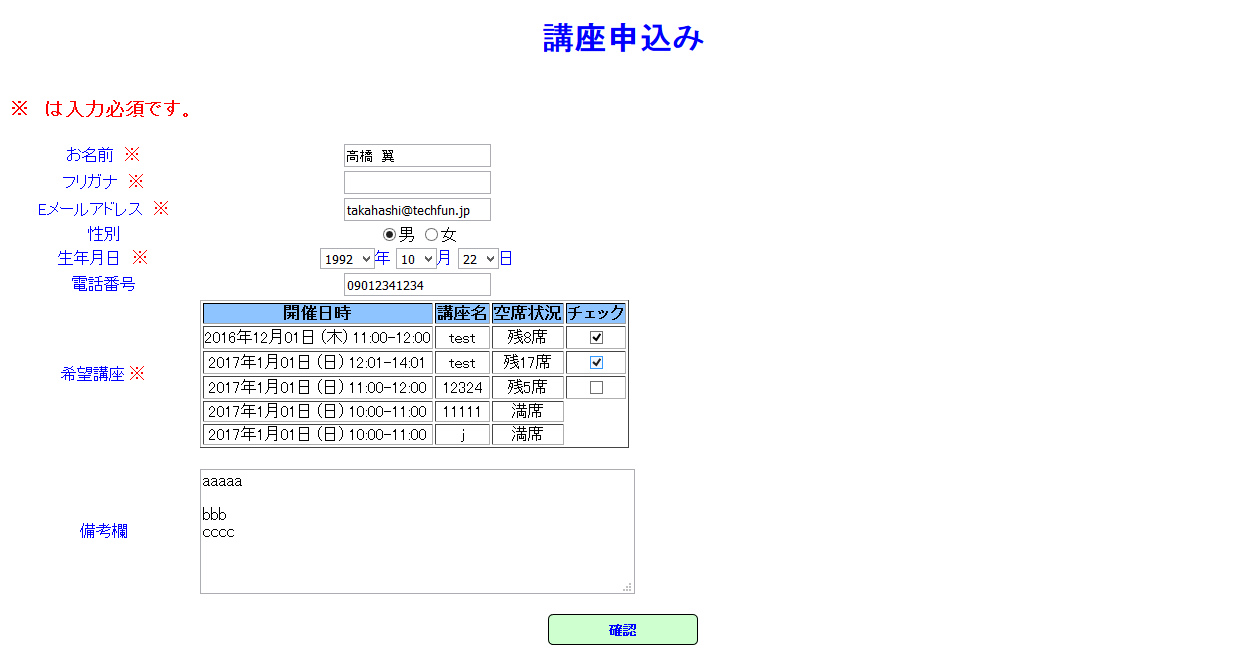 講座申込み
※ は入力必須です。
お名前 ※ 高橋 翼
フリガナ ※
Eメールアドレス ※ takahashi@techfun.jp
性別 男 女
生年月日 ※ 1992 年 10 月 22 日
電話番号 09012341234
開催日時 講座名 空席状況 チェック
2016年12月01日 (木) 11:00-12:00 test 残8席
2017年1月01日 (日) 12:01-14:01 test 残17席
希望講座 ※
2017年1月01日 (日) 11:00-12:00 12324 残5席
2017年1月01日 (日) 10:00-11:00 11111 満席
2017年1月01日 (日) 10:00-11:00 j 満席
aaaaa
bbb
備考欄
cccc
確認